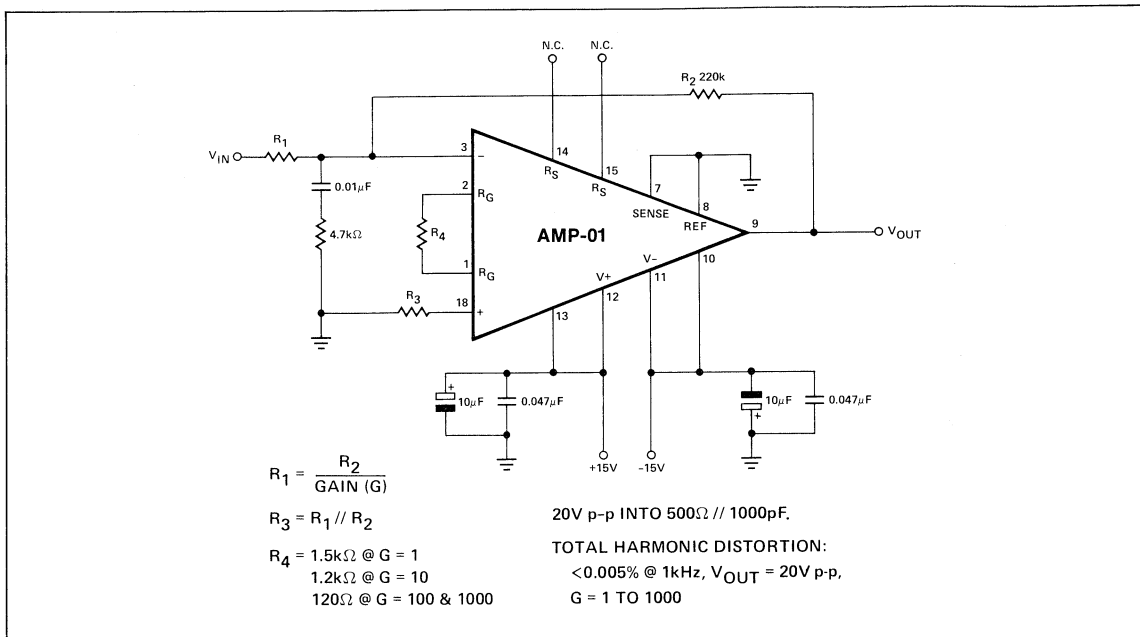 N.C.
N.C.
R2 220k
R1
VIN
3
−
14
RS
15
RS
7
SENSE
8
REF
0.01μF
2
RG
R4
AMP-01
9
VOUT
4.7kΩ
1
RG
V−
11
10
V+
12
R3
18
+
13
+
10μF
0.047μF
10μF
+
0.047μF
+15V
−15V
R1 = R2
GAIN (G)
R3 = R1 // R2
R4 = 1.5kΩ @ G = 1
1.2kΩ @ G = 10
120Ω @ G = 100 & 1000
20V p-p INTO 500Ω // 1000pF.
TOTAL HARMONIC DISTORTION:
<0.005% @ 1kHz, VOUT = 20V p-p,
G = 1 TO 1000